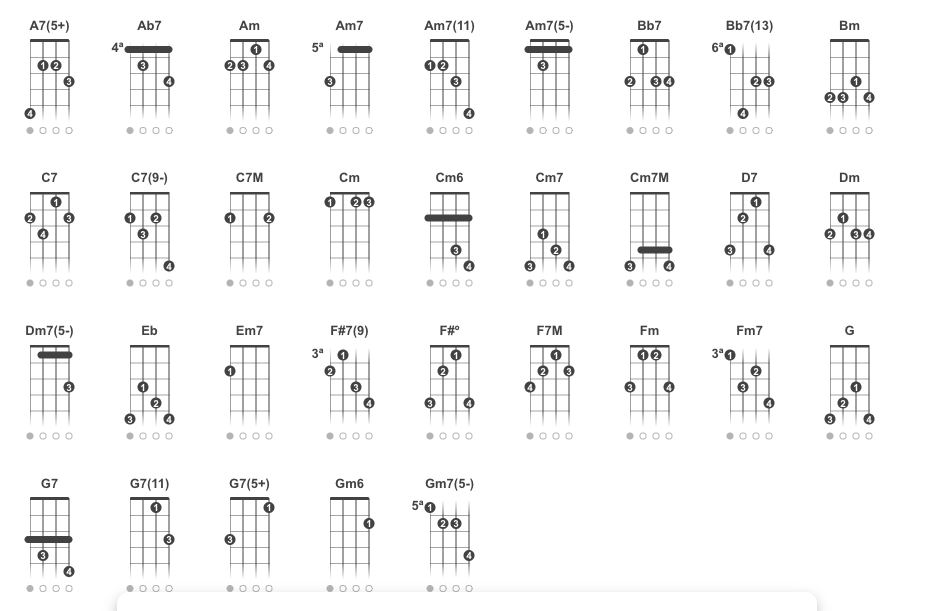 A7(5+) Ab7 Am Am7 Am7(11) Am7(5-) Bb7 Bb7(13) Bm
4ª 1 5ª 1 6ª 1
1 2 3 2 3 4 1 2 3
3 4 3 3 2 3 4 2 3 1
2 3 4
4 4 4
C7 C7(9-) C7M Cm Cm6 Cm7 Cm7M D7 Dm
1 1 2 3 1
2 3 1 2 1 2 2 1
4 3 1 2 3 4
3 2 3 4
4 4 3 4 3 4
Dm7(5-) Eb Em7 F#7(9) F#º F7M Fm Fm7 G
3ª 1 1 1 1 2 3ª 1
1 2 2 2 3 2
3 1 3 4 3 4 3 1
2 4 3 4 4 2
3 4 3 4
G7 G7(11) G7(5+) Gm6 Gm7(5-)
1 1 5ª 1
1 2 3
3 3
3 4
4